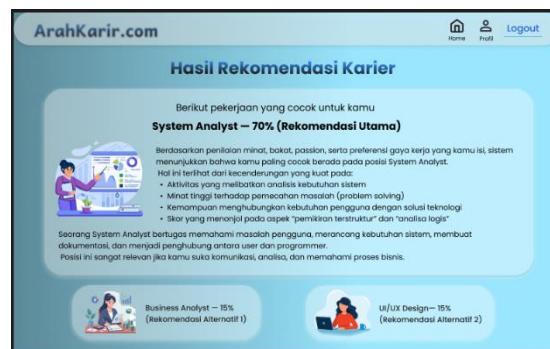 ArahKarir.com
Home
Profil
Logout
Hasil Rekomendasi Karier
Berikut pekerjaan yang cocok untuk kamu
System Analyst — 70% (Rekomendasi Utama)
Berdasarkan penilaian minat, bakat, passion, serta preferensi gaya kerja yang kamu isi, sistem
menunjukkan bahwa kamu paling cocok berada pada posisi System Analyst.
Hal ini terlihat dari kecenderungan yang kuat pada:
• Aktivitas yang melibatkan analisis kebutuhan sistem
• Minat tinggi terhadap pemecahan masalah (problem solving)
• Kemampuan menghubungkan kebutuhan pengguna dengan solusi teknologi
• Skor yang menonjol pada aspek “pemikiran terstruktur” dan “analisa logis”
Seorang System Analyst bertugas memahami masalah pengguna, merancang kebutuhan sistem, membuat
dokumentasi, dan menjadi penghubung antara user dan programmer.
Posisi ini sangat relevan jika kamu suka komunikasi, analisa, dan memahami proses bisnis.
Business Analyst — 15%
(Rekomendasi Alternatif 1)
UI/UX Design— 15%
(Rekomendasi Alternatif 2)